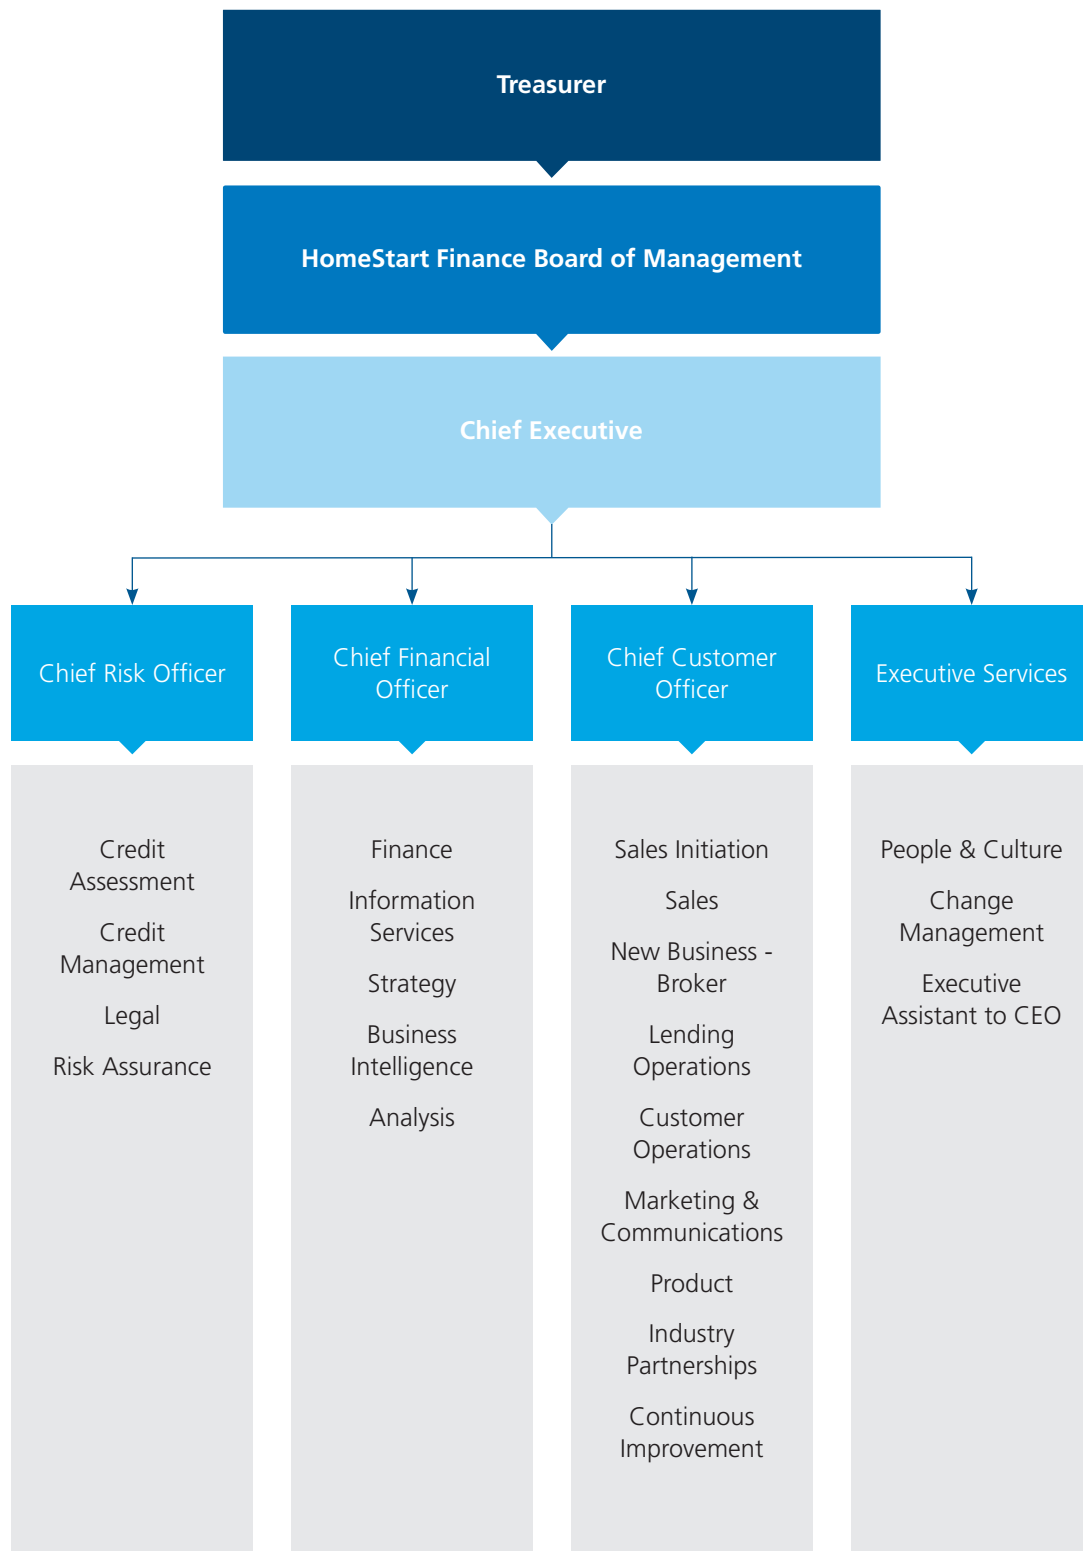 Treasurer
HomeStart Finance Board of Management
Chief Executive
Chief Risk Officer
Credit
Assessment
Credit
Management
Legal
Risk Assurance
Chief Financial
Officer
Finance
Information
Services
Strategy
Business
Intelligence
Analysis
Chief Customer
Officer
Sales Initiation
Sales
New Business -
Broker
Lending
Operations
Customer
Operations
Marketing &
Communications
Product
Industry
Partnerships
Continuous
Improvement
Executive Services
People & Culture
Change
Management
Executive
Assistant to CEO